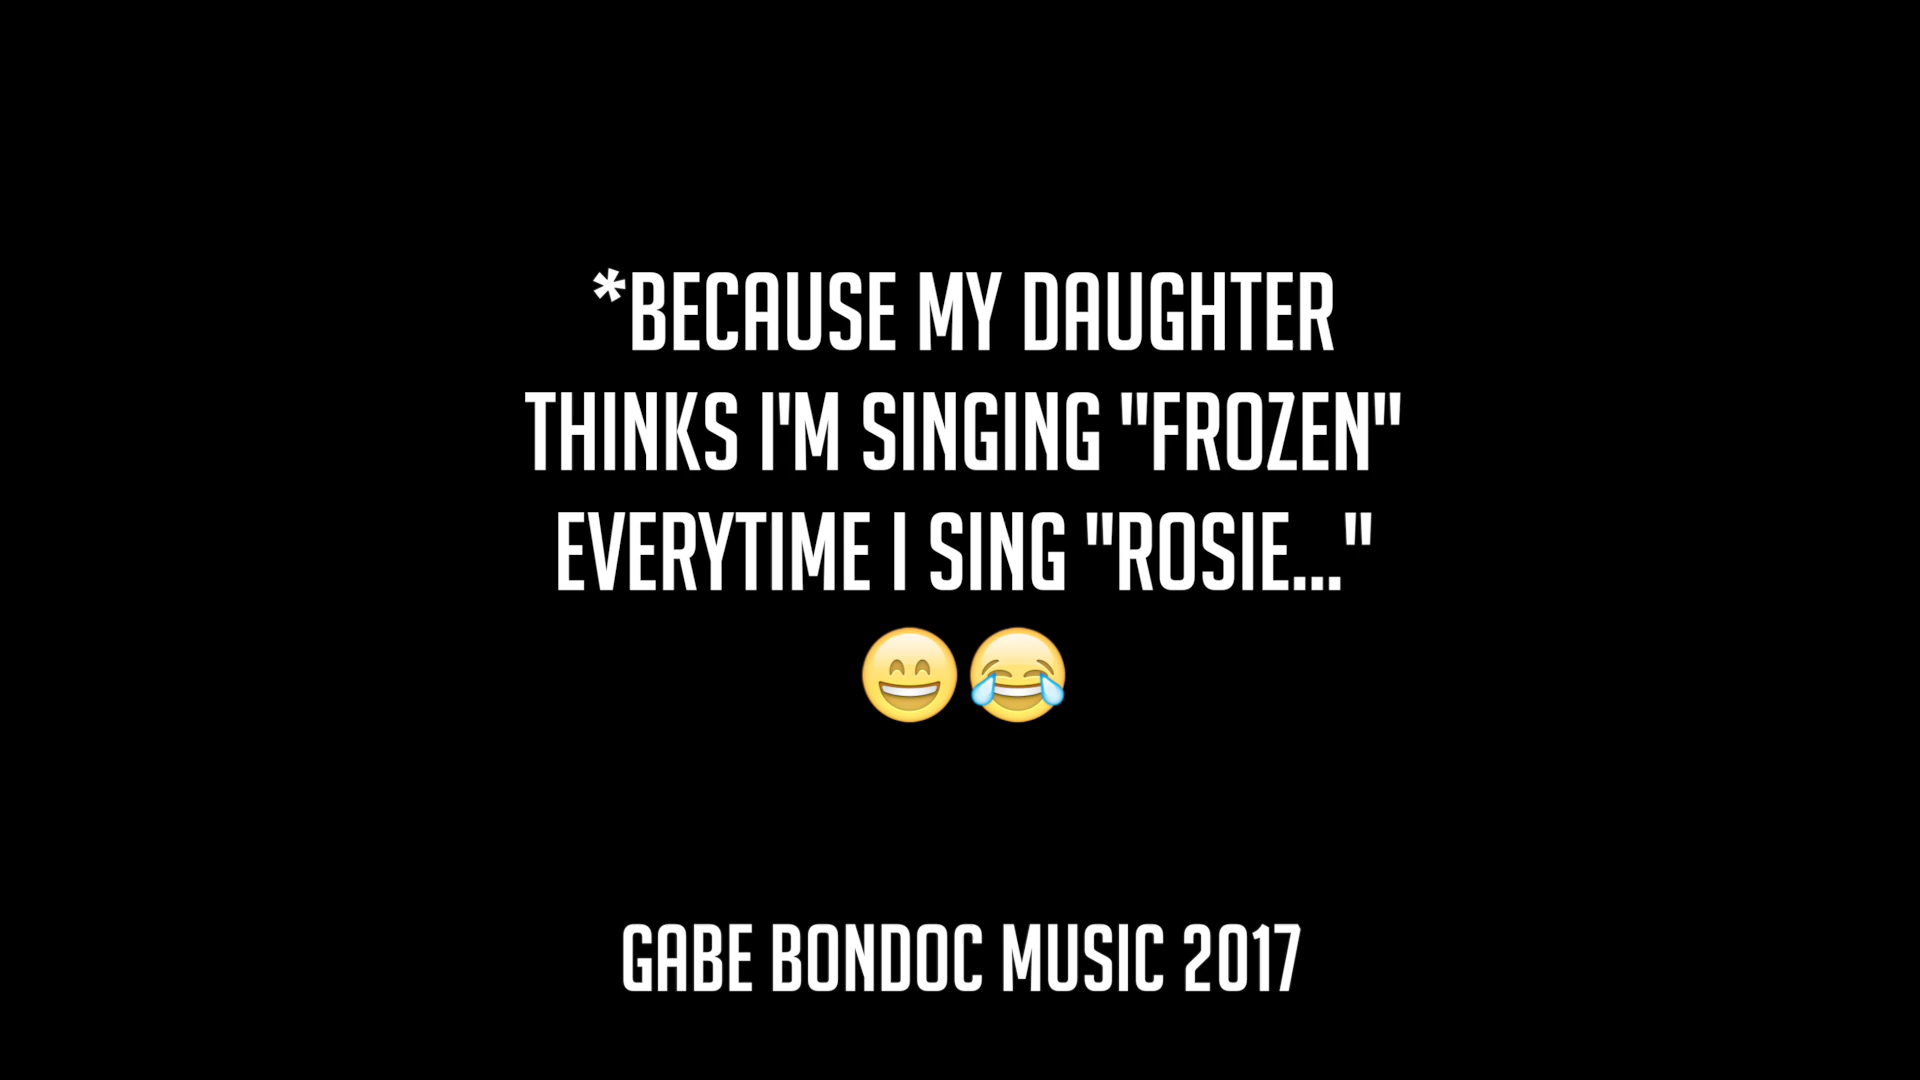 *BECAUSE MY DAUGHTER
THINKS I'M SINGING "FROZEN"
EVERYTIME I SING "ROSIE..."
😄😂
GABE BONDOC MUSIC 2017